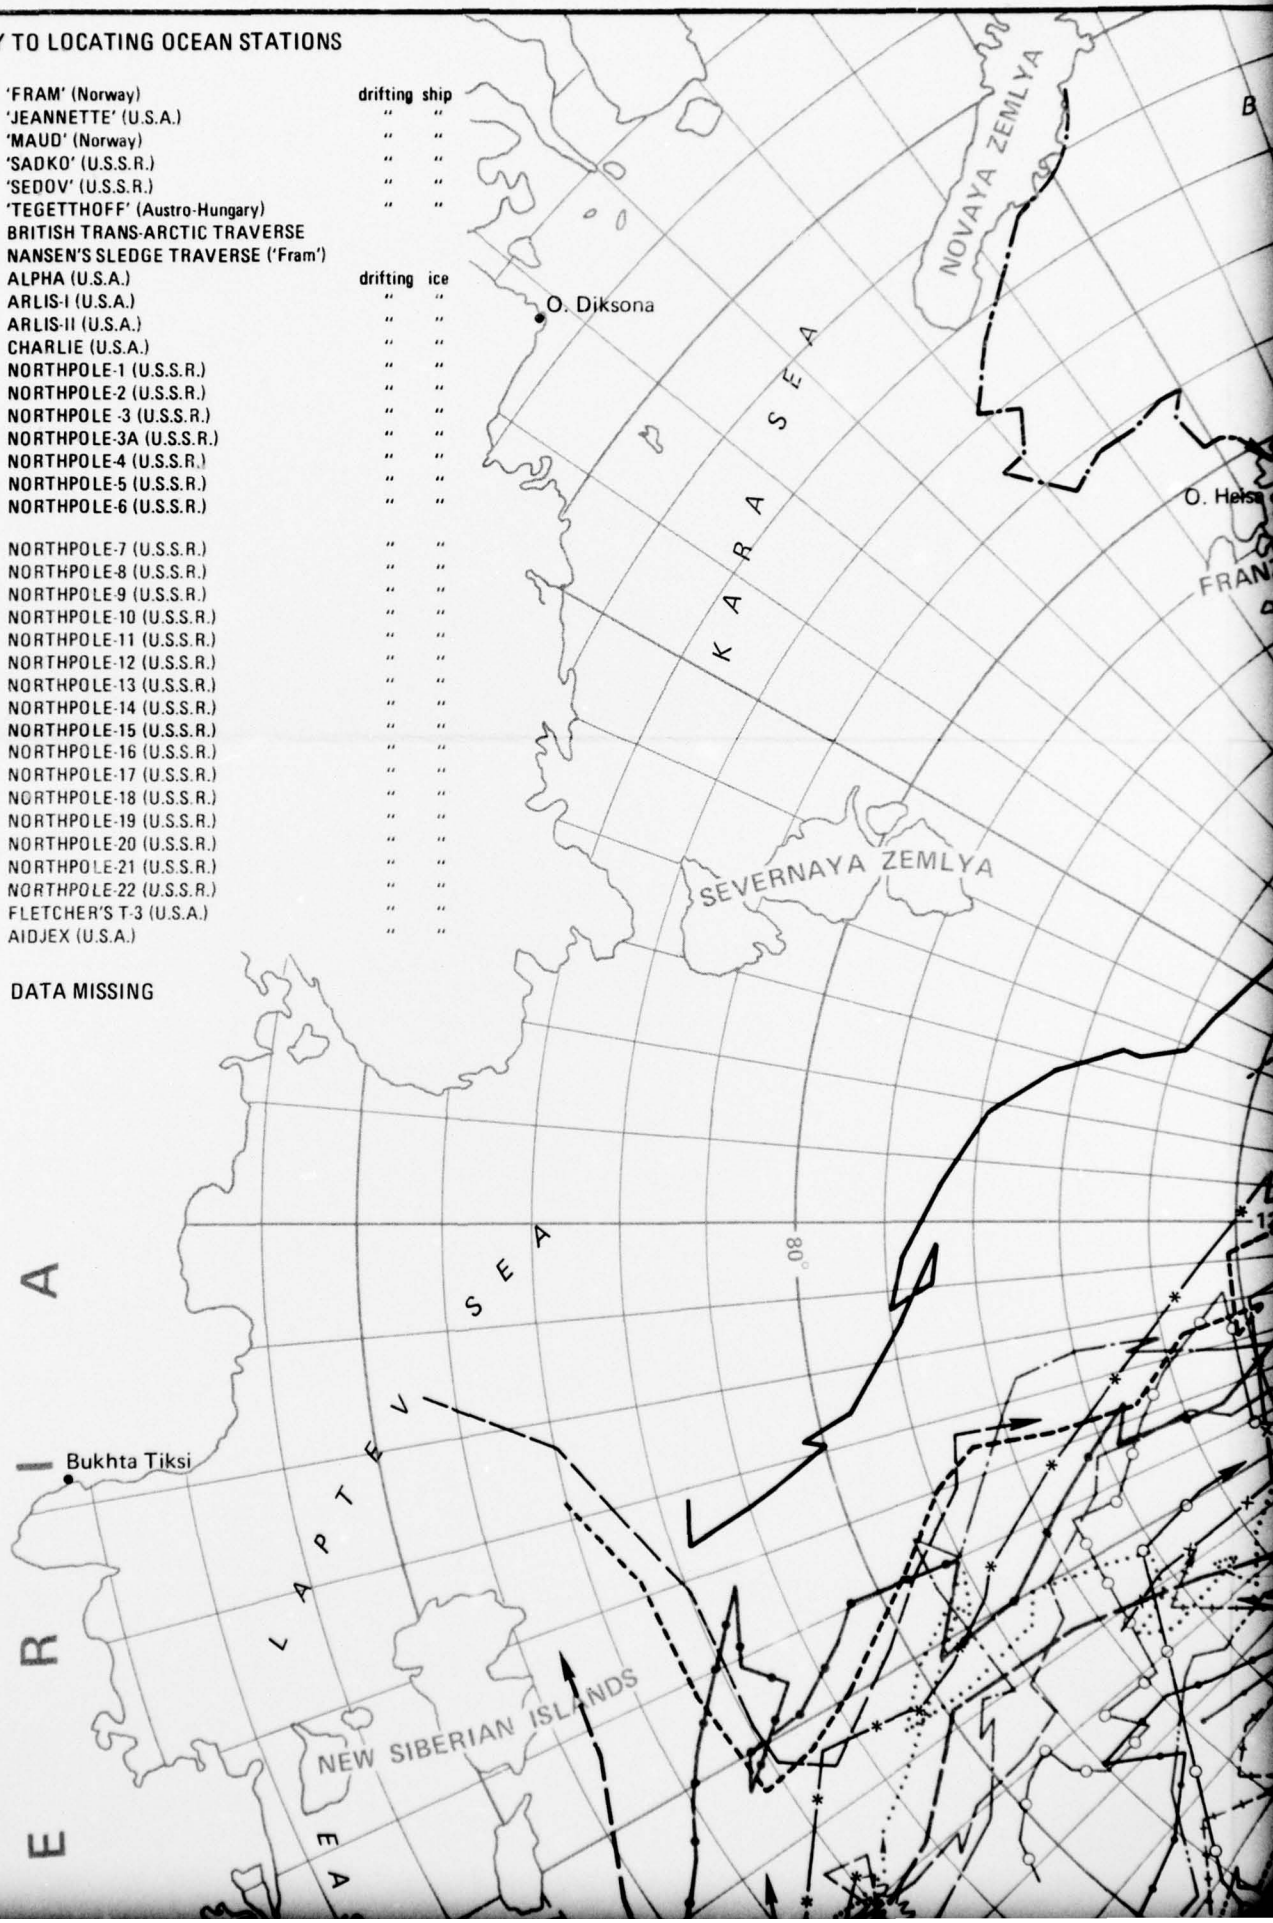 Y TO LOCATING OCEAN STATIONS
'FRAM' (Norway) drifting ship
'JEANNETTE' (U.S.A.) " "
'MAUD' (Norway) " "
'SADKO' (U.S.S.R.) " "
'SEDOV' (U.S.S.R.) " "
'TEGETTHOFF' (Austro-Hungary) " "
BRITISH TRANS-ARCTIC TRAVERSE
NANSEN'S SLEDGE TRAVERSE ('Fram')
ALPHA (U.S.A.) drifting ice
ARLIS-I (U.S.A.) " "
ARLIS-II (U.S.A.) " "
CHARLIE (U.S.A.) " "
NORTHPOLE-1 (U.S.S.R.) " "
NORTHPOLE-2 (U.S.S.R.) " "
NORTHPOLE -3 (U.S.S.R.) " "
NORTHPOLE-3A (U.S.S.R.) " "
NORTHPOLE-4 (U.S.S.R.) " "
NORTHPOLE-5 (U.S.S.R.) " "
NORTHPOLE-6 (U.S.S.R.) " "
NORTHPOLE-7 (U.S.S.R.) " "
NORTHPOLE-8 (U.S.S.R.) " "
NORTHPOLE-9 (U.S.S.R.) " "
NORTHPOLE-10 (U.S.S.R.) " "
NORTHPOLE-11 (U.S.S.R.) " "
NORTHPOLE-12 (U.S.S.R.) " "
NORTHPOLE-13 (U.S.S.R.) " "
NORTHPOLE-14 (U.S.S.R.) " "
NORTHPOLE-15 (U.S.S.R.) " "
NORTHPOLE-16 (U.S.S.R.) " "
NORTHPOLE-17 (U.S.S.R.) " "
NORTHPOLE-18 (U.S.S.R.) " "
NORTHPOLE-19 (U.S.S.R.) " "
NORTHPOLE-20 (U.S.S.R.) " "
NORTHPOLE-21 (U.S.S.R.) " "
NORTHPOLE-22 (U.S.S.R.) " "
FLETCHER'S T-3 (U.S.A.) " "
AIDJEX (U.S.A.) " "
DATA MISSING
NOVAYA ZEMLYA
B
O. Diksona
KARA SEA
O. Heisa
FRANZ
SEVERNAYA ZEMLYA
80°
12
LAPTEV SEA
Bukhta Tiksi
NEW SIBERIAN ISLANDS
E A S
E R I A